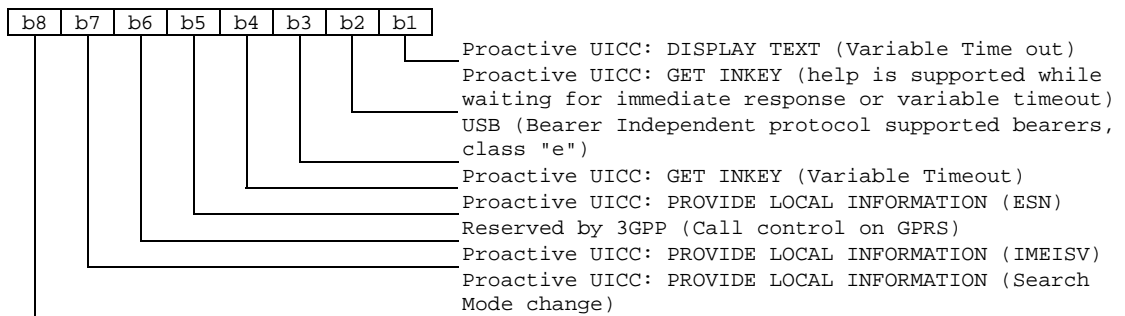 b8 b7 b6 b5 b4 b3 b2 b1
Proactive UICC: DISPLAY TEXT (Variable Time out)
Proactive UICC: GET INKEY (help is supported while
waiting for immediate response or variable timeout)
USB (Bearer Independent protocol supported bearers,
class "e")
Proactive UICC: GET INKEY (Variable Timeout)
Proactive UICC: PROVIDE LOCAL INFORMATION (ESN)
Reserved by 3GPP (Call control on GPRS)
Proactive UICC: PROVIDE LOCAL INFORMATION (IMEISV)
Proactive UICC: PROVIDE LOCAL INFORMATION (Search
Mode change)